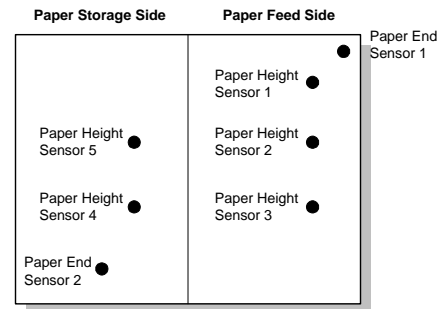 Paper Storage Side
Paper Feed Side
Paper End
Sensor 1
Paper Height
Sensor 1
Paper Height
Sensor 5
Paper Height
Sensor 2
Paper Height
Sensor 4
Paper Height
Sensor 3
Paper End
Sensor 2